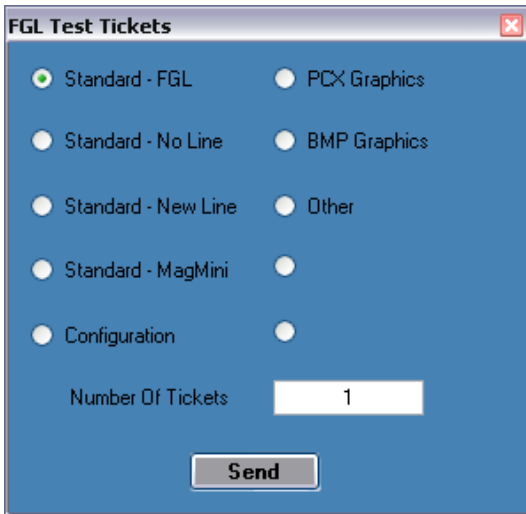 FGL Test Tickets
Standard - FGL PCX Graphics
Standard - No Line BMP Graphics
Standard - New Line Other
Standard - MagMini
Configuration
Number Of Tickets 1
Send